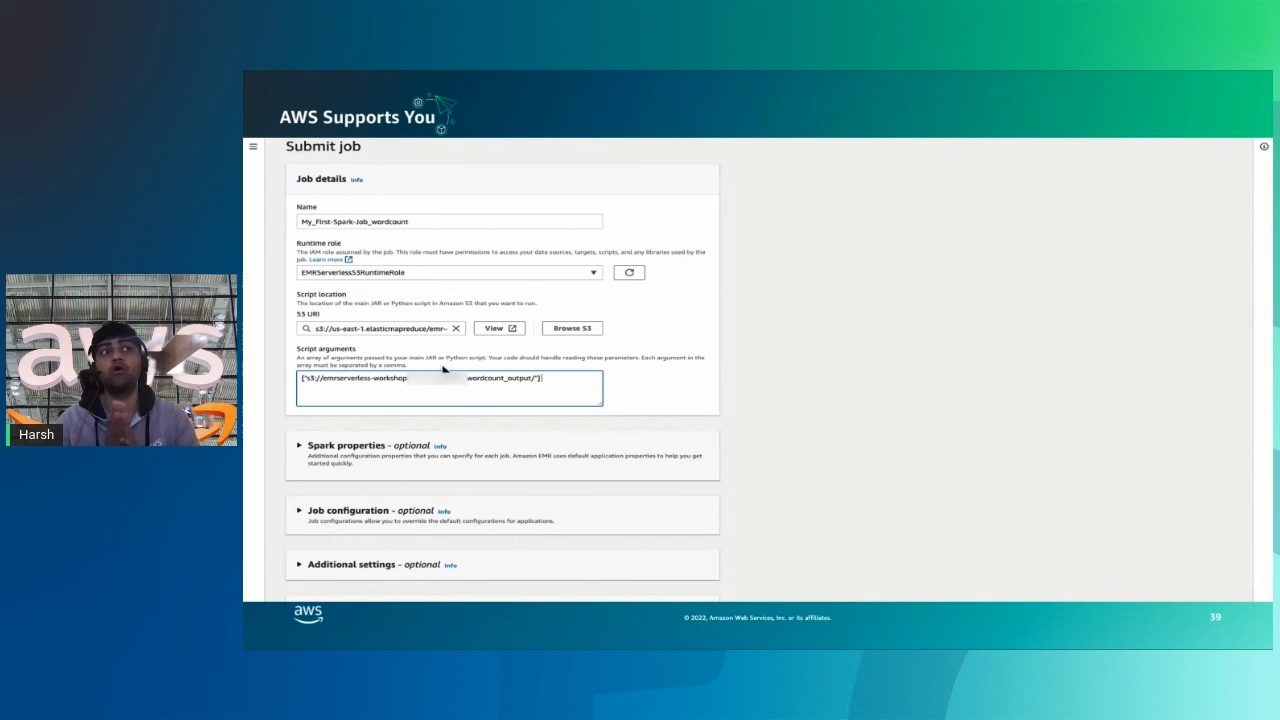 AWS Supports You
Submit job
Job details Info
Name
My_First-Spark-Job_wordcount
Runtime role
The IAM role assumed by the job. This role must have permissions to access your data sources, targets, scripts, and any libraries used by the
job. Learn more
EMRServerlessS3RuntimeRole
Script location
The location of the main JAR or Python script in Amazon S3 that you want to run.
S3 URI
s3://us-east-1.elasticmapreduce/emr-
View
Browse S3
Script arguments
An array of arguments passed to your main JAR or Python script. Your code should handle reading these parameters. Each argument in the
array must be separated by a comma.
["s3://emrserverless-workshop wordcount_output/"]
Spark properties - optional Info
Additional configuration properties that you can specify for each job. Amazon EMR uses default application properties to help you get
started quickly.
Job configuration - optional Info
Job configurations allow you to override the default configurations for applications.
Additional settings - optional Info
aws
Harsh
aws
© 2022, Amazon Web Services, Inc. or its affiliates.
39